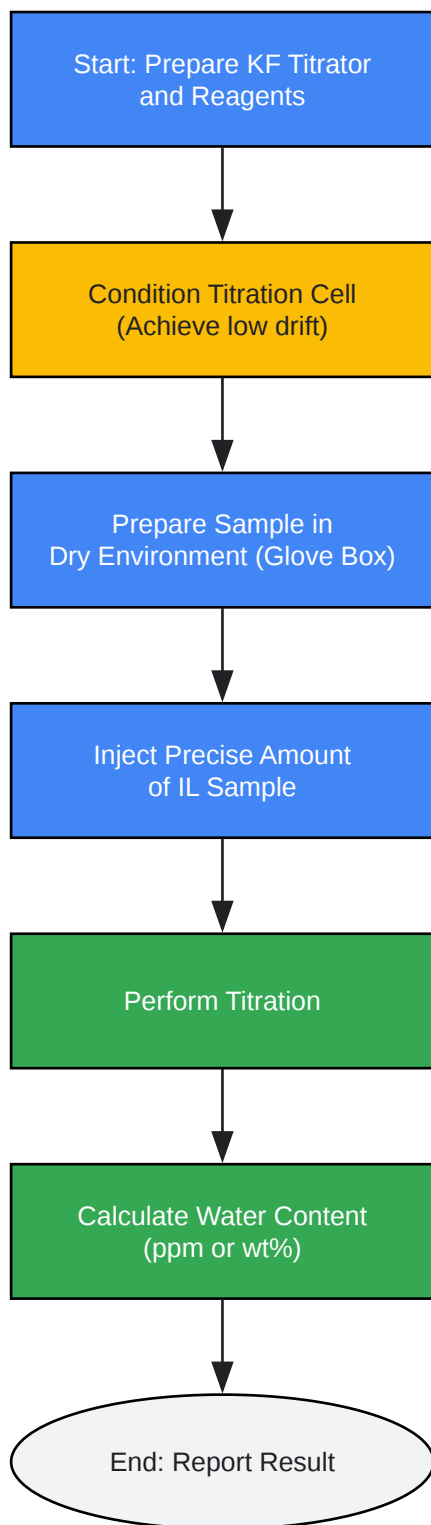 Start: Prepare KF Titrator
and Reagents
Condition Titration Cell
(Achieve low drift)
Prepare Sample in
Dry Environment (Glove Box)
Inject Precise Amount
of IL Sample
Perform Titration
Calculate Water Content
(ppm or wt%)
End: Report Result